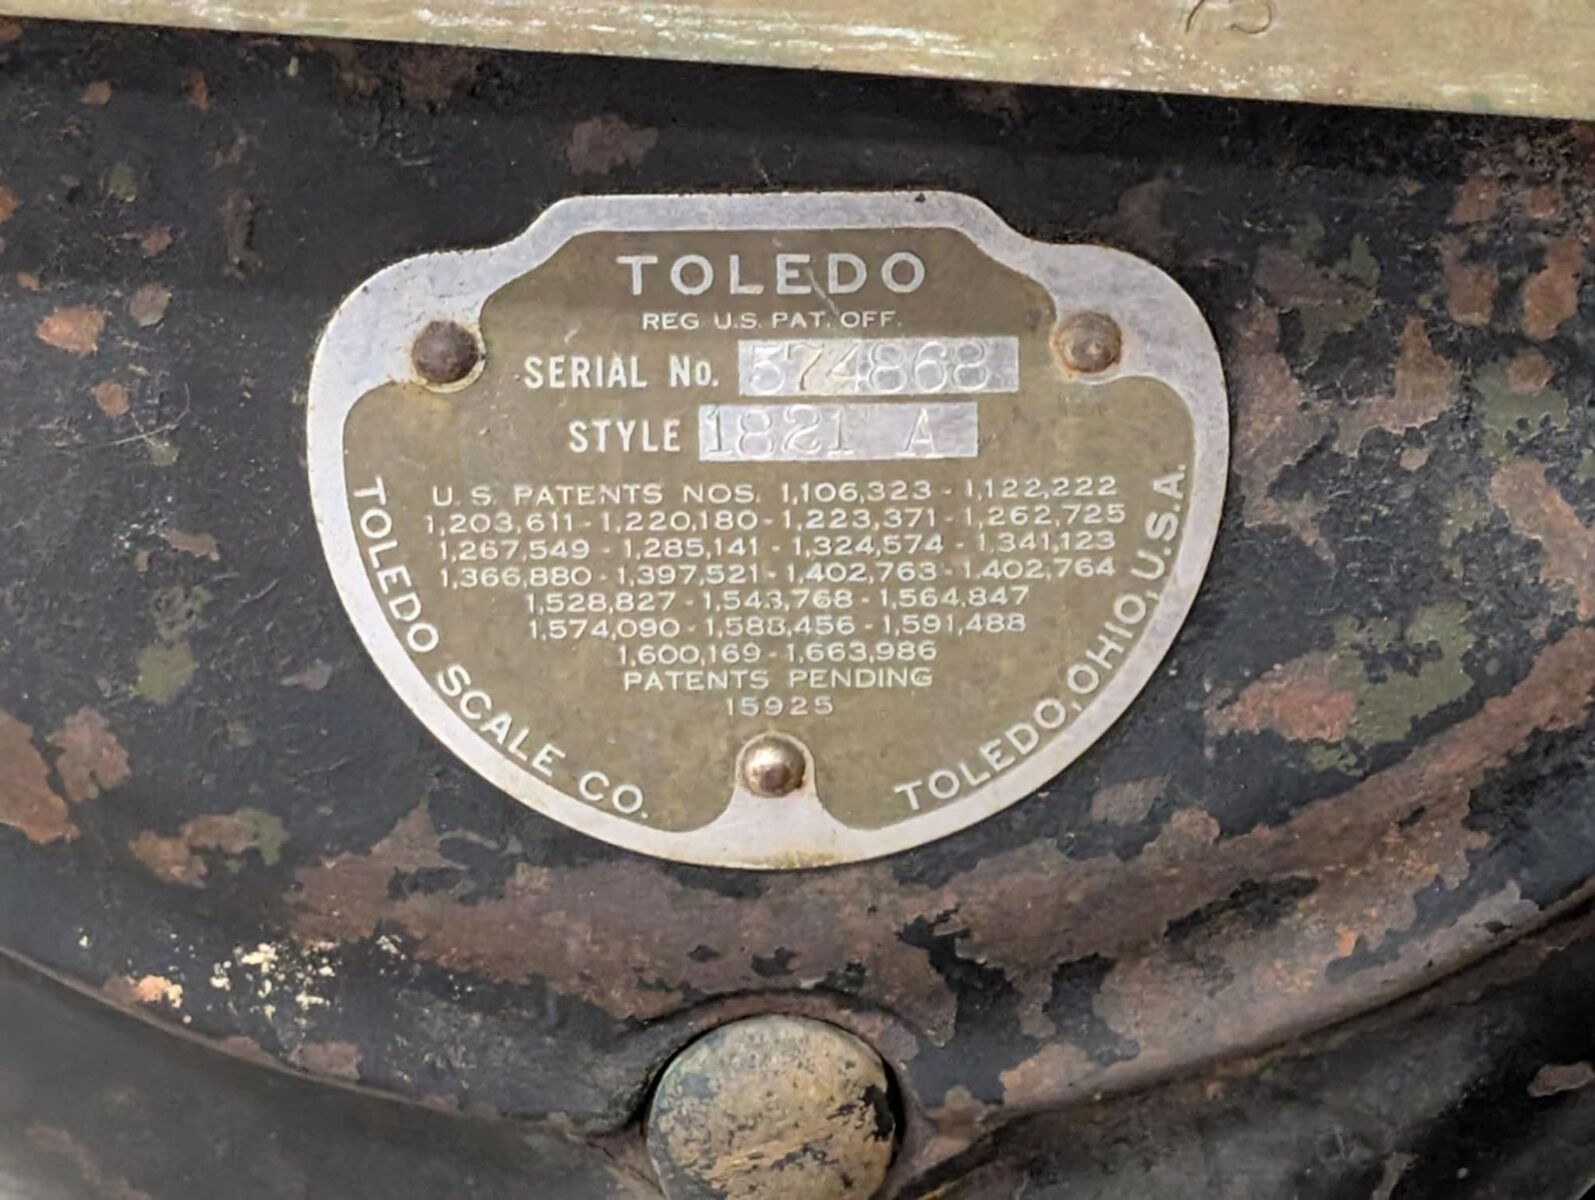 TOLEDO
REG U.S. PAT. OFF.
SERIAL No. 574868
STYLE 1821 A
U.S. PATENTS NOS. 1,106,323 - 1,122,222
1,203,611 - 1,220,180 - 1,223,371 - 1,262,725
1,267,549 - 1,285,141 - 1,324,574 - 1,341,123
1,366,880 - 1,397,521 - 1,402,763 - 1,402,764
1,528,827 - 1,543,768 - 1,564,847
1,574,090 - 1,588,456 - 1,591,488
1,600,169 - 1,663,986
PATENTS PENDING
15925
TOLEDO SCALE CO.
TOLEDO, OHIO, U.S.A.